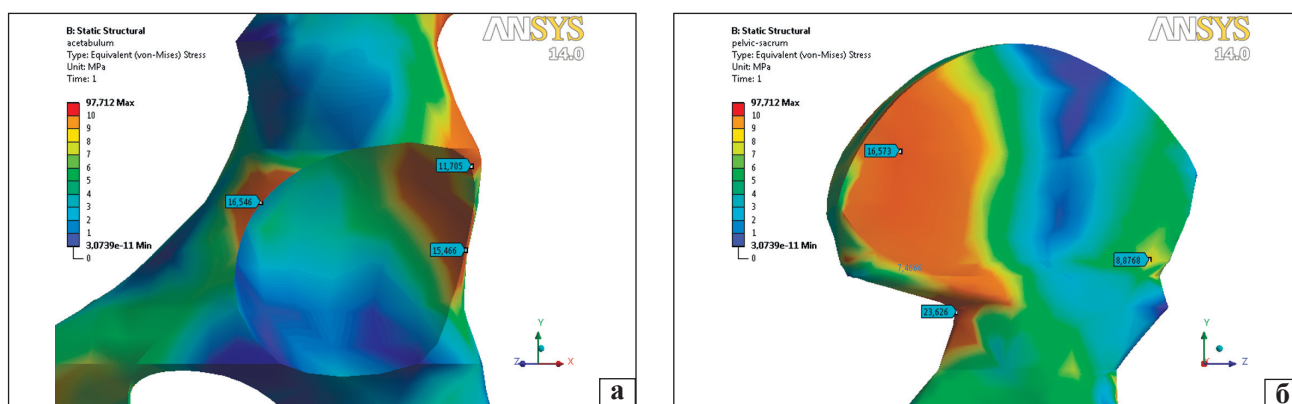 B: Static Structural
acetabulum
Type: Equivalent (von-Mises) Stress
Unit: MPa
Time: 1
97,712 Max
10
9
8
7
6
5
4
3
2
1
3,0739e-11 Min
0
ANSYS
14.0
11,705
16,546
15,466
Y
Z
X
а
B: Static Structural
pelvic-sacrum
Type: Equivalent (von-Mises) Stress
Unit: MPa
Time: 1
97,712 Max
10
9
8
7
6
5
4
3
2
1
3,0739e-11 Min
0
ANSYS
14.0
16,573
8,8768
23,626
Y
Z
б